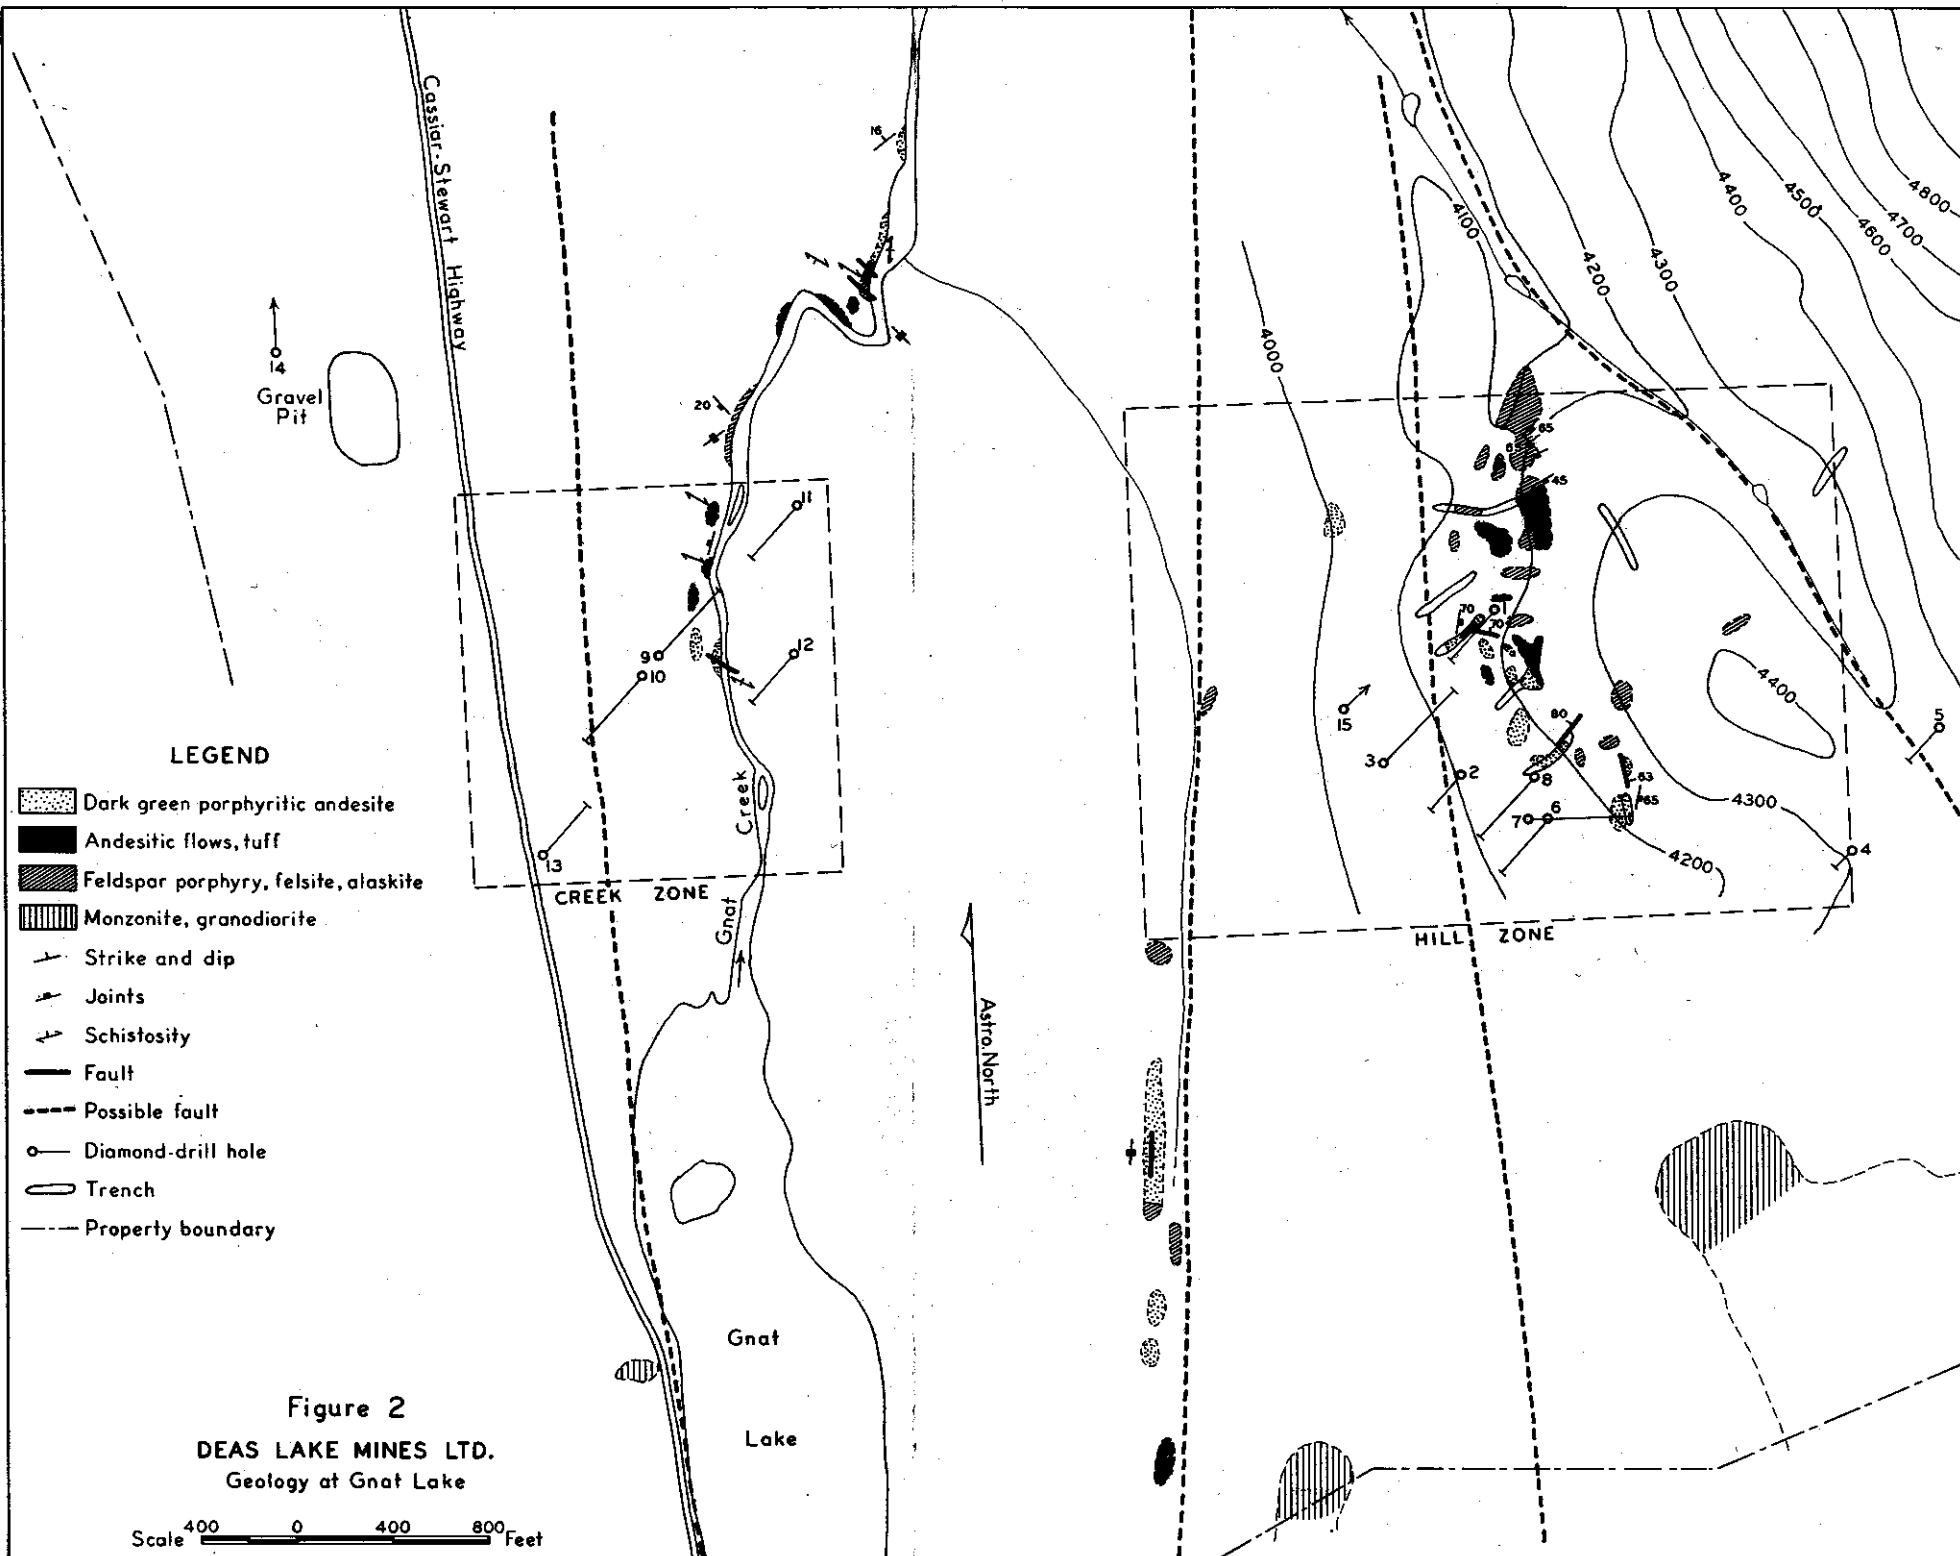 Cassiar-Stewart Highway
16
4100
4200
4300
4400
4500
4600
4700
4800
14
Gravel
Pit
20
4000
65
45
11
9
10
12
70
1
70
15
3
2
80
8
7
6
63
65
5
4400
4300
4200
4
13
CREEK ZONE
HILL ZONE
Gnat Creek
Astro. North
LEGEND
Dark green porphyritic andesite
Andesitic flows, tuff
Feldspar porphyry, felsite, alaskite
Monzonite, granodiorite
Strike and dip
Joints
Schistosity
Fault
Possible fault
Diamond-drill hole
Trench
Property boundary
Gnat
Lake
Figure 2
DEAS LAKE MINES LTD.
Geology at Gnat Lake
Scale 400 0 400 800 Feet